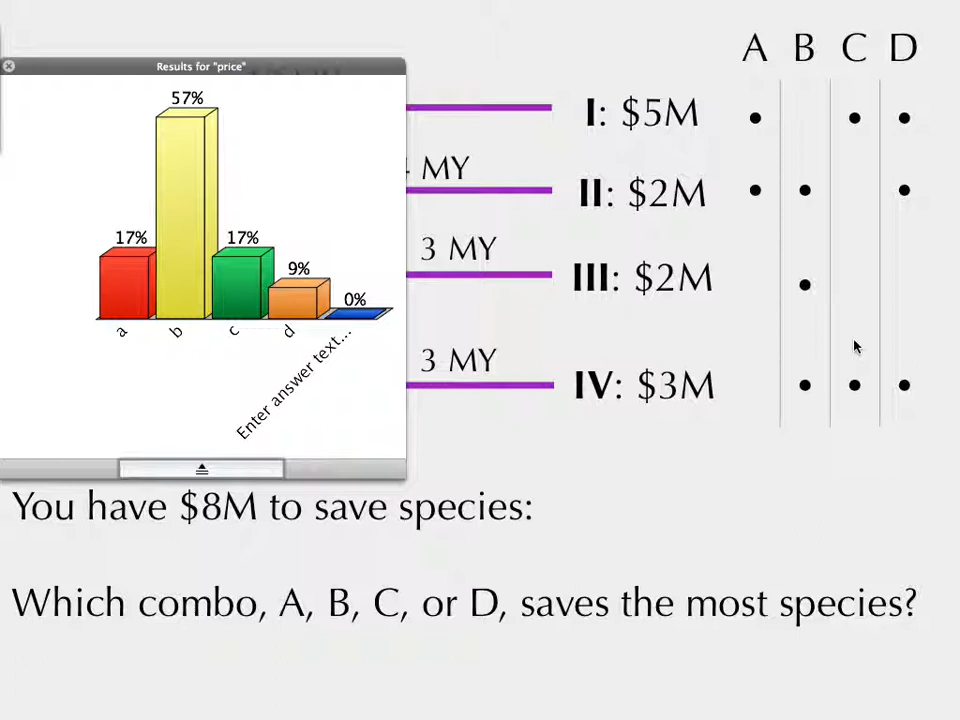 A B C D
Results for "price"
57%
17%
17%
9%
0%
a
b
c
d
Enter answer text...
MY
3 MY
3 MY
I: $5M
II: $2M
III: $2M
IV: $3M
You have $8M to save species:
Which combo, A, B, C, or D, saves the most species?